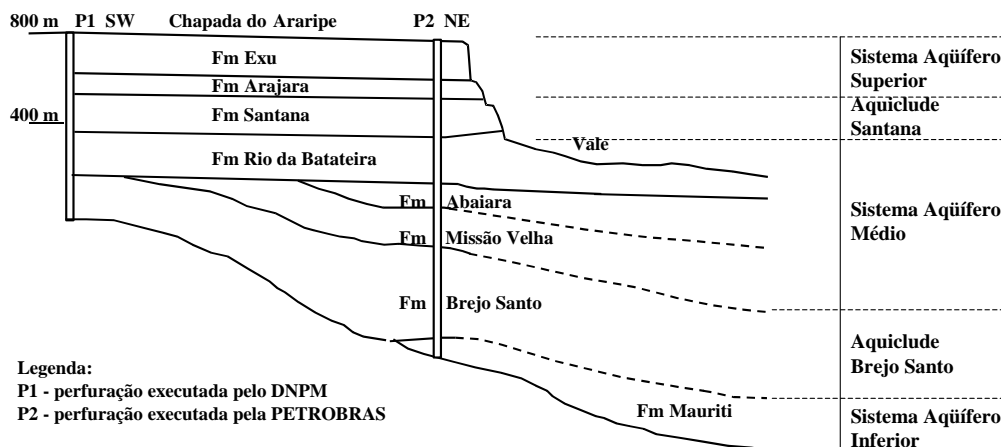 800 m P1 SW Chapada do Araripe P2 NE
Fm Exu
Fm Arajara
400 m
Fm Santana
Vale
Fm Rio da Batateira
Fm Abaiara
Fm Missão Velha
Fm Brejo Santo
Fm Mauriti
Sistema Aqüífero
Superior
Aquiclude
Santana
Sistema Aqüífero
Médio
Aquiclude
Brejo Santo
Sistema Aqüífero
Inferior
Legenda:
P1 - perfuração executada pelo DNPM
P2 - perfuração executada pela PETROBRAS